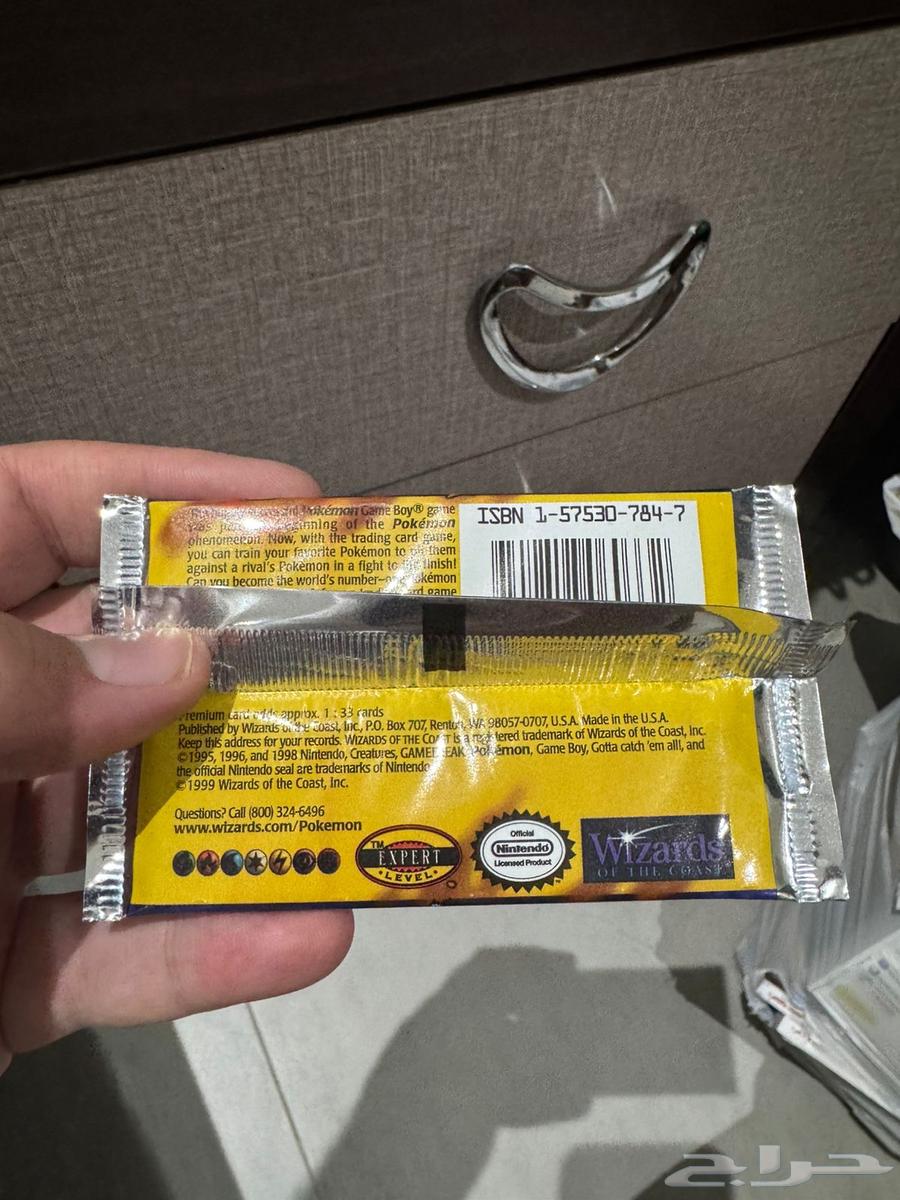 Pokémon Game Boy® game
beginning of the Pokémon
phenomenon. Now, with the trading card game,
you can train your favorite Pokémon to pit them
against a rival's Pokémon in a fight to the finish!
Can you become the world's number-one Pokémon
ISBN 1-57530-784-7
Premium card odds approx. 1 : 33 cards
Published by Wizards of the Coast, Inc., P.O. Box 707, Renton, WA 98057-0707, U.S.A. Made in the U.S.A.
Keep this address for your records. WIZARDS OF THE COAST is a registered trademark of Wizards of the Coast, Inc.
©1995, 1996, and 1998 Nintendo, Creatures, GAMEFREAK. Pokémon, Game Boy, Gotta catch 'em all!, and
the official Nintendo seal are trademarks of Nintendo.
©1999 Wizards of the Coast, Inc.
Questions? Call (800) 324-6496
www.wizards.com/Pokemon
TM
EXPERT
LEVEL
Official
Nintendo
Licensed Product
Wizards
OF THE COAST
حراج